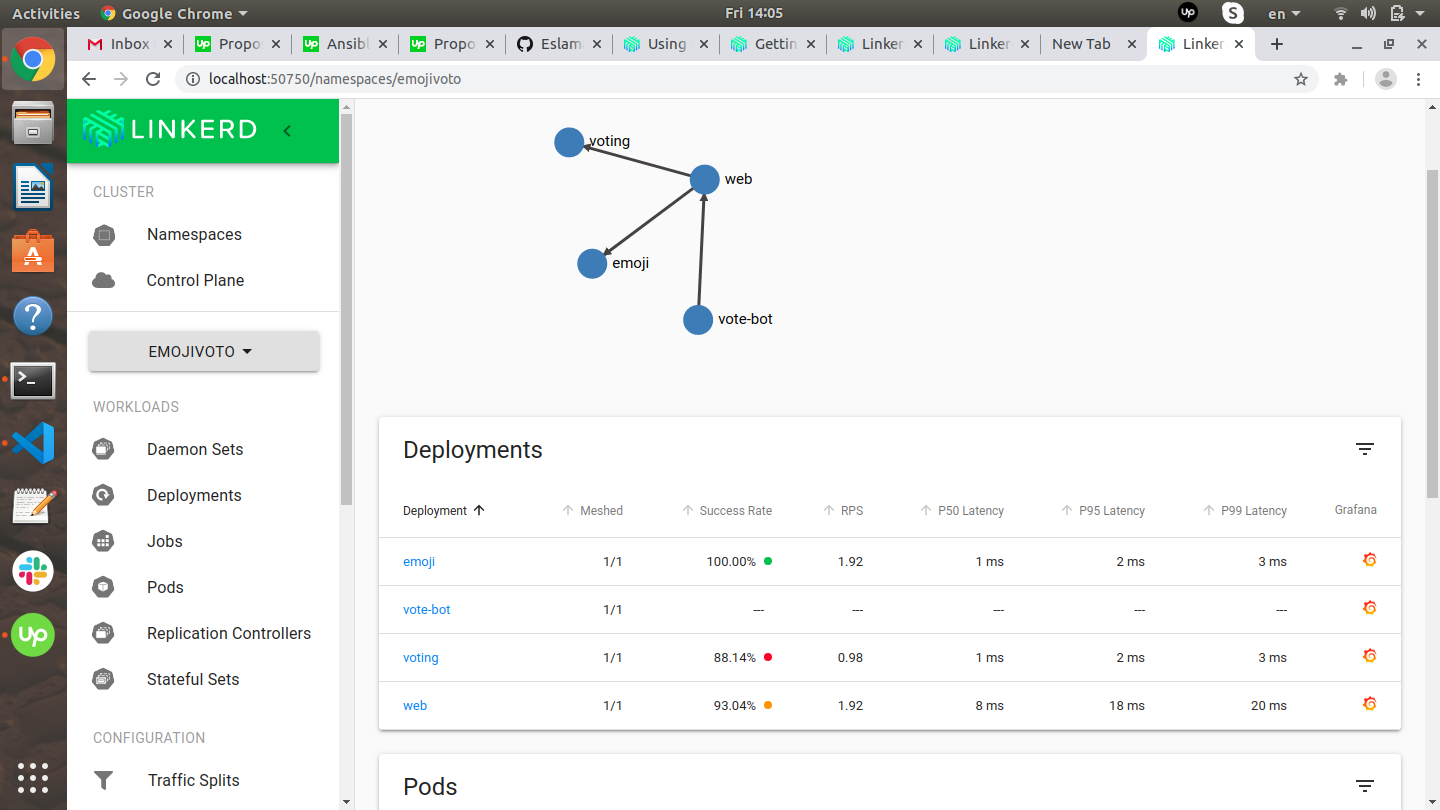 Activities Google Chrome Fri 14:05 en
Inbox Propos Ansibl Propo Eslam Using Gettin Linker Linker New Tab Linker
localhost:50750/namespaces/emojivoto
LINKERD
CLUSTER
Namespaces
Control Plane
EMOJIVOTO
WORKLOADS
Daemon Sets
Deployments
Jobs
Pods
Replication Controllers
Stateful Sets
CONFIGURATION
Traffic Splits
voting
web
emoji
vote-bot
Deployments
Deployment Meshed Success Rate RPS P50 Latency P95 Latency P99 Latency Grafana
emoji 1/1 100.00% 1.92 1 ms 2 ms 3 ms
vote-bot 1/1 --- --- --- --- ---
voting 1/1 88.14% 0.98 1 ms 2 ms 3 ms
web 1/1 93.04% 1.92 8 ms 18 ms 20 ms
Pods